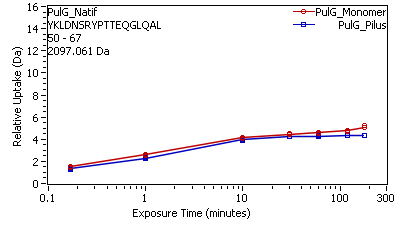 PulG_Natif
YKLDNSRYPTTEQGLQAL
50 - 67
2097.061 Da
PulG_Monomer
PulG_Pilus
Relative Uptake (Da)
16
14
12
10
8
6
4
2
0
0.1
1
10
100
300
Exposure Time (minutes)